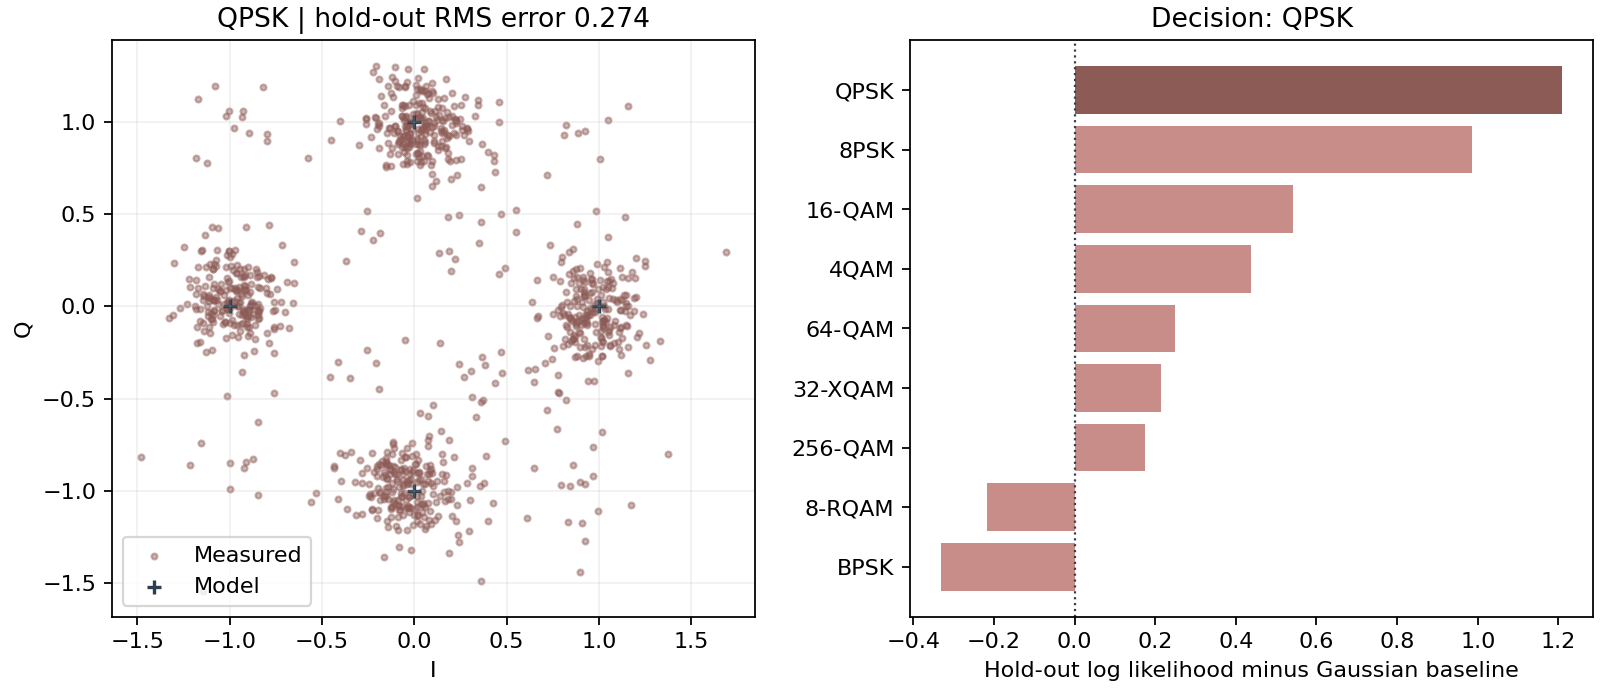 QPSK | hold-out RMS error 0.274
1.0
0.5
0.0
−0.5
−1.0
−1.5
Q
Measured
Model
−1.5
−1.0
−0.5
0.0
0.5
1.0
1.5
I
Decision: QPSK
QPSK
8PSK
16-QAM
4QAM
64-QAM
32-XQAM
256-QAM
8-RQAM
BPSK
−0.4
−0.2
0.0
0.2
0.4
0.6
0.8
1.0
1.2
Hold-out log likelihood minus Gaussian baseline